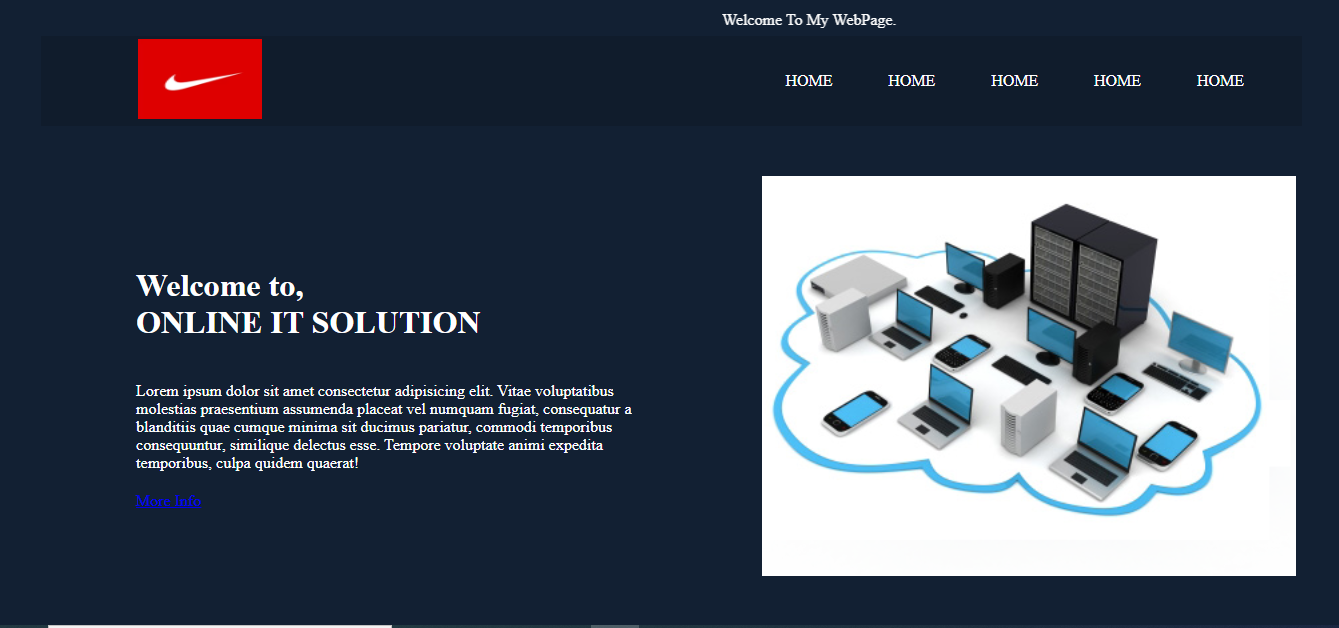 Welcome To My WebPage.
HOME HOME HOME HOME HOME
Welcome to,
ONLINE IT SOLUTION
Lorem ipsum dolor sit amet consectetur adipisicing elit. Vitae voluptatibus
molestias praesentium assumenda placeat vel numquam fugiat, consequatur a
blanditiis quae cumque minima sit ducimus pariatur, commodi temporibus
consequuntur, similique delectus esse. Tempore voluptate animi expedita
temporibus, culpa quidem quaerat!
More